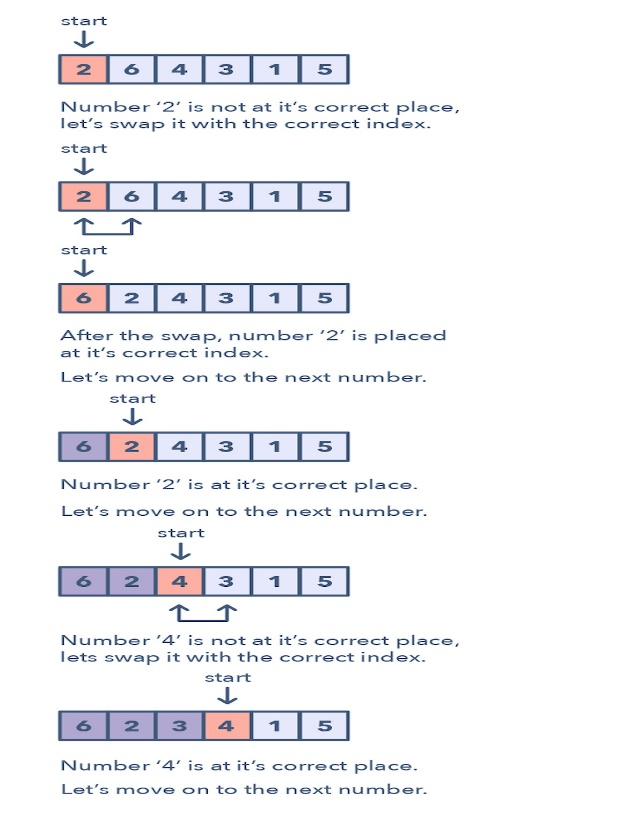 start
2 6 4 3 1 5
Number ‘2’ is not at it’s correct place,
let’s swap it with the correct index.
start
2 6 4 3 1 5
start
6 2 4 3 1 5
After the swap, number ‘2’ is placed
at it’s correct index.
Let’s move on to the next number.
start
6 2 4 3 1 5
Number ‘2’ is at it’s correct place.
Let’s move on to the next number.
start
6 2 4 3 1 5
Number ‘4’ is not at it’s correct place,
lets swap it with the correct index.
start
6 2 3 4 1 5
Number ‘4’ is at it’s correct place.
Let’s move on to the next number.